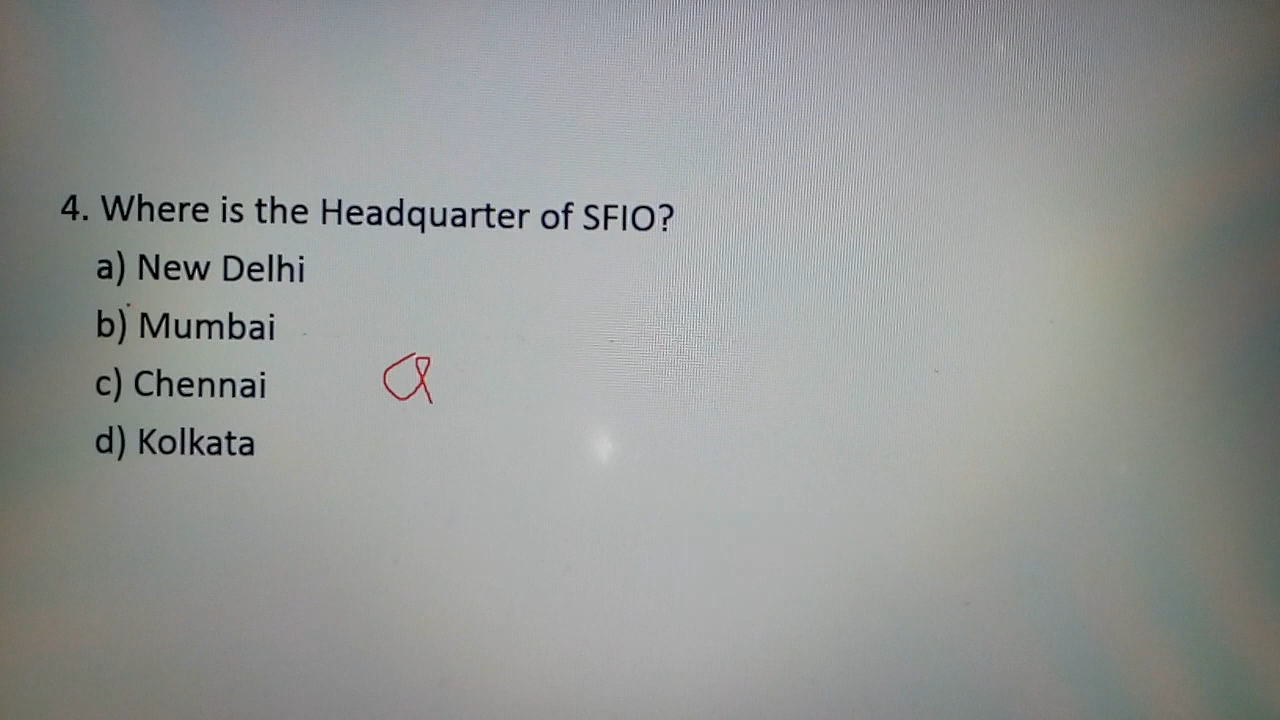 4. Where is the Headquarter of SFIO?
a) New Delhi
b) Mumbai
c) Chennai
a
d) Kolkata